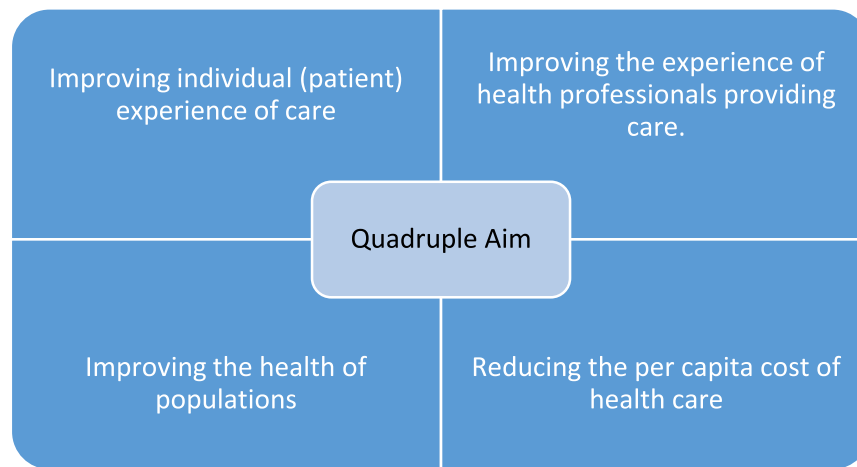 Improving individual (patient)
experience of care
Improving the experience of
health professionals providing
care.
Quadruple Aim
Improving the health of
populations
Reducing the per capita cost of
health care